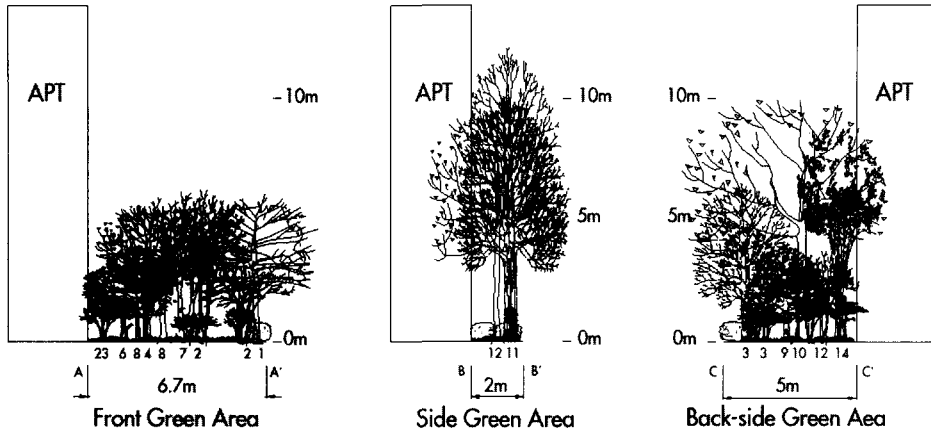 APT
10m
0m
23 6 8 4 8 7 2 2 1
A A'
6.7m
Front Green Area
APT
10m
5m
0m
12 11
B B'
2m
Side Green Area
APT
10m
5m
0m
3 3 9 10 12 14
C C'
5m
Back-side Green Aea